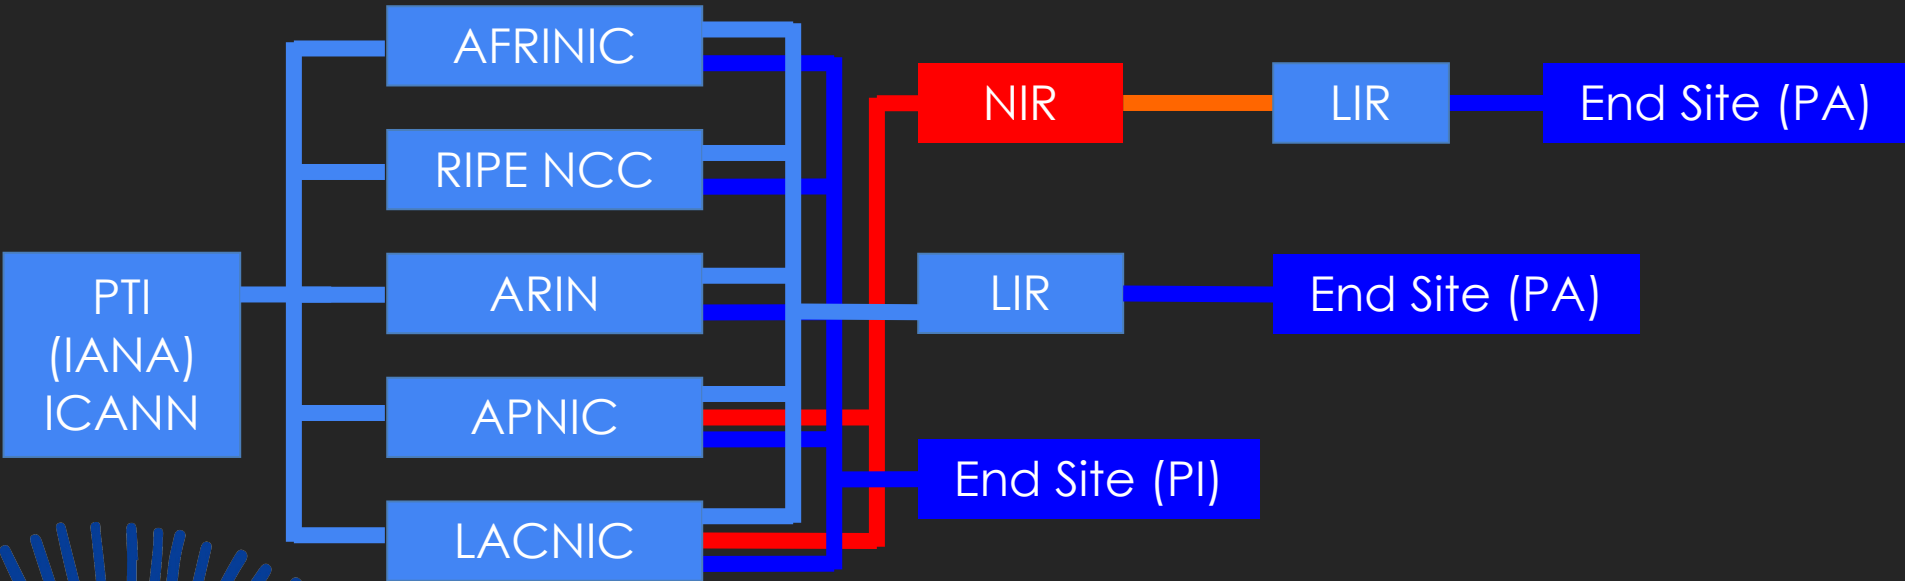 PTI
(IANA)
ICANN
AFRINIC
RIPE NCC
ARIN
APNIC
LACNIC
NIR
LIR
End Site (PA)
LIR
End Site (PA)
End Site (PI)